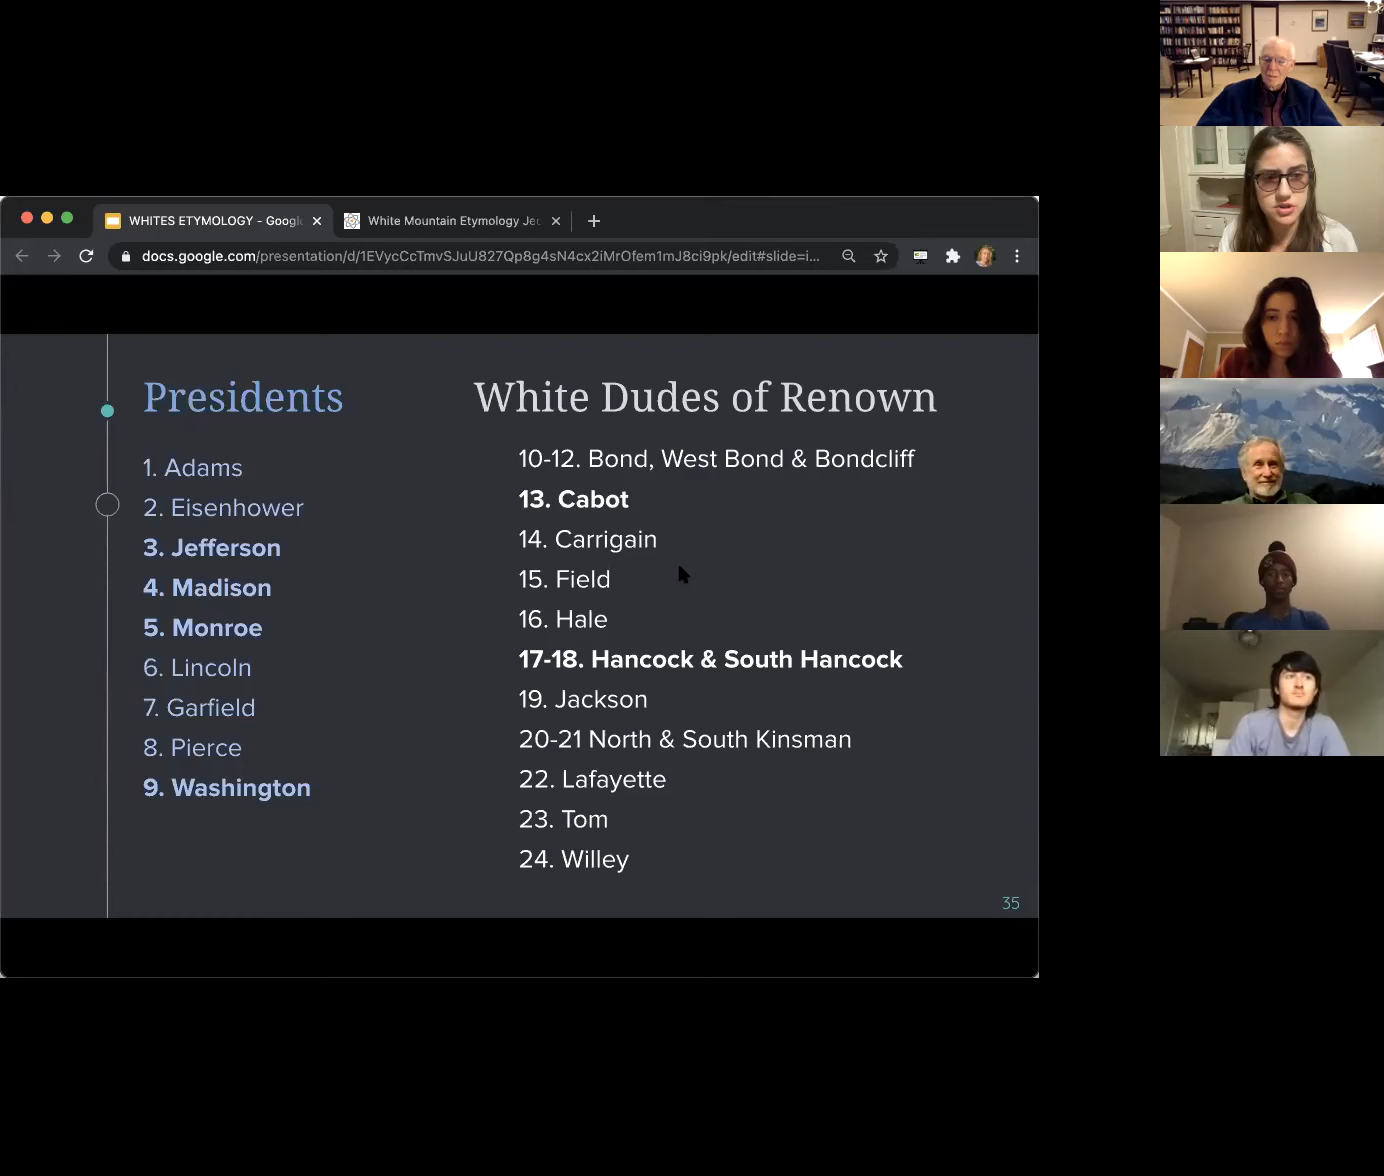 WHITES ETYMOLOGY - Googl
White Mountain Etymology Jeo
docs.google.com/presentation/d/1EVycCcTmvSJuU827Qp8g4sN4cx2iMrOfem1mJ8ci9pk/edit#slide=i...
Presidents
1. Adams
2. Eisenhower
3. Jefferson
4. Madison
5. Monroe
6. Lincoln
7. Garfield
8. Pierce
9. Washington
White Dudes of Renown
10-12. Bond, West Bond & Bondcliff
13. Cabot
14. Carrigain
15. Field
16. Hale
17-18. Hancock & South Hancock
19. Jackson
20-21 North & South Kinsman
22. Lafayette
23. Tom
24. Willey
35